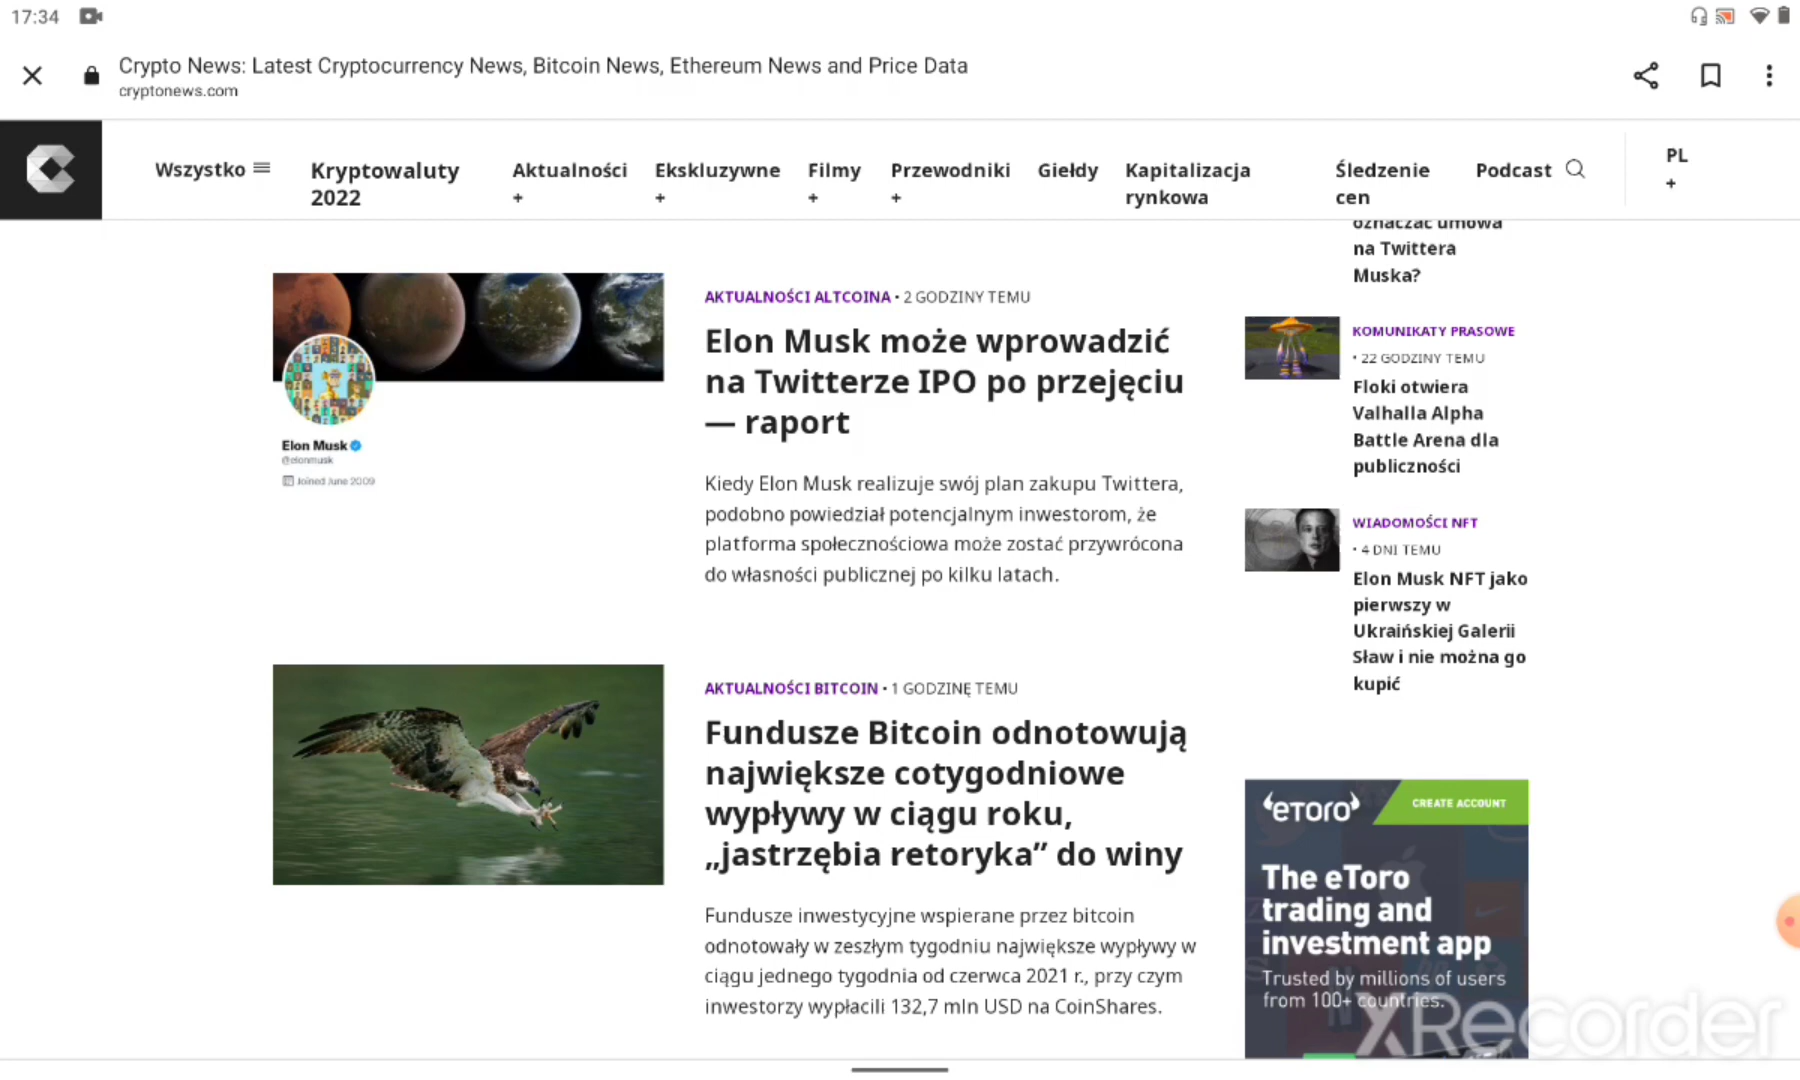 17:34
Crypto News: Latest Cryptocurrency News, Bitcoin News, Ethereum News and Price Data
cryptonews.com
Wszystko
Kryptowaluty
2022
Aktualności
+
Ekskluzywne
+
Filmy
+
Przewodniki
+
Giełdy
Kapitalizacja
rynkowa
Śledzenie
cen
Podcast
PL
+
Elon Musk
@elonmusk
Joined June 2009
AKTUALNOŚCI ALTCOINA • 2 GODZINY TEMU
Elon Musk może wprowadzić
na Twitterze IPO po przejęciu
— raport
Kiedy Elon Musk realizuje swój plan zakupu Twittera,
podobno powiedział potencjalnym inwestorom, że
platforma społecznościowa może zostać przywrócona
do własności publicznej po kilku latach.
AKTUALNOŚCI BITCOIN • 1 GODZINĘ TEMU
Fundusze Bitcoin odnotowują
największe cotygodniowe
wypływy w ciągu roku,
„jastrzębia retoryka” do winy
Fundusze inwestycyjne wspierane przez bitcoin
odnotowały w zeszłym tygodniu największe wypływy w
ciągu jednego tygodnia od czerwca 2021 r., przy czym
inwestorzy wypłacili 132,7 mln USD na CoinShares.
oznaczać umowa
na Twittera
Muska?
KOMUNIKATY PRASOWE
• 22 GODZINY TEMU
Floki otwiera
Valhalla Alpha
Battle Arena dla
publiczności
WIADOMOŚCI NFT
• 4 DNI TEMU
Elon Musk NFT jako
pierwszy w
Ukraińskiej Galerii
Sław i nie można go
kupić
eToro
CREATE ACCOUNT
The eToro
trading and
investment app
Trusted by millions of users
from 100+ countries.
XRecorder